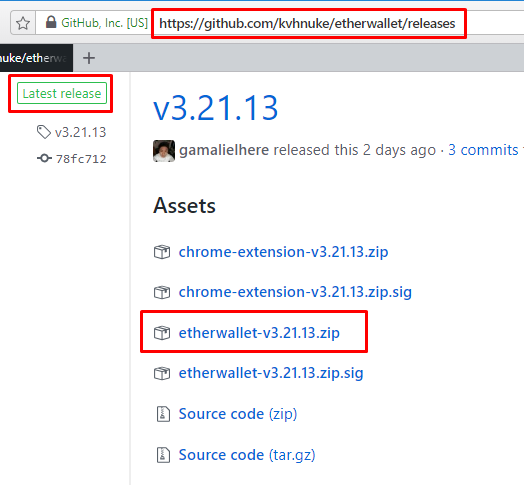 GitHub, Inc. [US] https://github.com/kvhnuke/etherwallet/releases
nuke/etherw
Latest release
v3.21.13
78fc712
v3.21.13
gamalielhere released this 2 days ago · 3 commits
Assets
chrome-extension-v3.21.13.zip
chrome-extension-v3.21.13.zip.sig
etherwallet-v3.21.13.zip
etherwallet-v3.21.13.zip.sig
Source code (zip)
Source code (tar.gz)